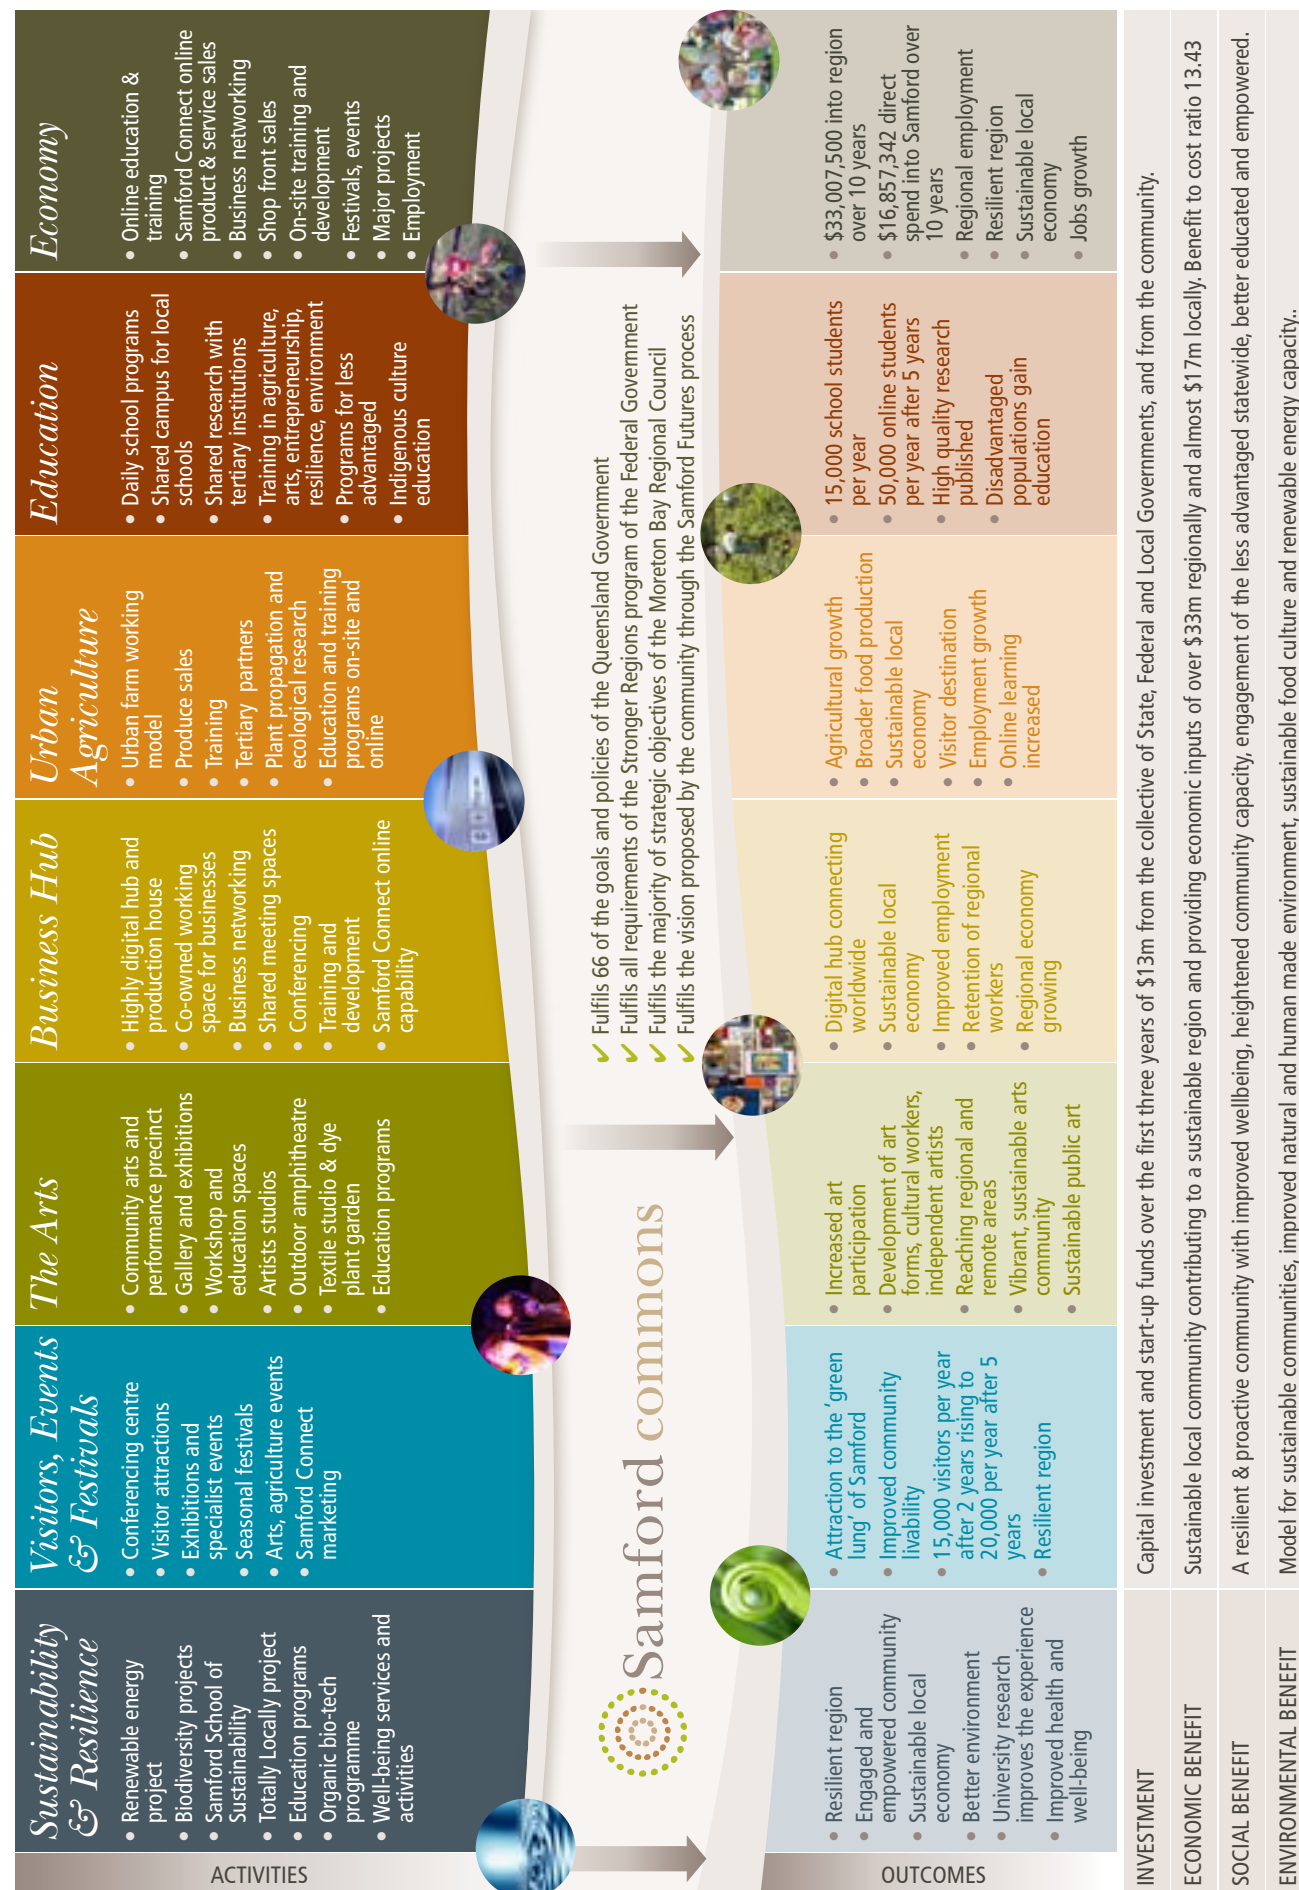 ACTIVITIES
Sustainability
& Resilience
• Renewable energy
project
• Biodiversity projects
• Samford School of
Sustainability
• Totally Locally project
• Education programs
• Organic bio-tech
programme
• Well-being services and
activities
Visitors, Events
& Festivals
• Conferencing centre
• Visitor attractions
• Exhibitions and
specialist events
• Seasonal festivals
• Arts, agriculture events
• Samford Connect
marketing
The Arts
• Community arts and
performance precinct
• Gallery and exhibitions
• Workshop and
education spaces
• Artists studios
• Outdoor amphitheatre
• Textile studio & dye
plant garden
• Education programs
Business Hub
• Highly digital hub and
production house
• Co-owned working
space for businesses
• Business networking
• Shared meeting spaces
• Conferencing
• Training and
development
• Samford Connect online
capability
Urban
Agriculture
• Urban farm working
model
• Produce sales
• Training
• Tertiary partners
• Plant propagation and
ecological research
• Education and training
programs on-site and
online
Education
• Daily school programs
• Shared campus for local
schools
• Shared research with
tertiary institutions
• Training in agriculture,
arts, entrepreneurship,
resilience, environment
• Programs for less
advantaged
• Indigenous culture
education
Economy
• Online education &
training
• Samford Connect online
product & service sales
• Business networking
• Shop front sales
• On-site training and
development
• Festivals, events
• Major projects
• Employment
Samford commons
✓ Fulfils 66 of the goals and policies of the Queensland Government
✓ Fulfils all requirements of the Stronger Regions program of the Federal Government
✓ Fulfils the majority of strategic objectives of the Moreton Bay Regional Council
✓ Fulfils the vision proposed by the community through the Samford Futures process
OUTCOMES
• Resilient region
• Engaged and
empowered community
• Sustainable local
economy
• Better environment
• University research
improves the experience
• Improved health and
well-being
• Attraction to the ‘green
lung’ of Samford
• Improved community
livability
• 15,000 visitors per year
after 2 years rising to
20,000 per year after 5
years
• Resilient region
• Increased art
participation
• Development of art
forms, cultural workers,
independent artists
• Reaching regional and
remote areas
• Vibrant, sustainable arts
community
• Sustainable public art
• Digital hub connecting
worldwide
• Sustainable local
economy
• Improved employment
• Retention of regional
workers
• Regional economy
growing
• Agricultural growth
• Broader food production
• Sustainable local
economy
• Visitor destination
• Employment growth
• Online learning
increased
• 15,000 school students
per year
• 50,000 online students
per year after 5 years
• High quality research
published
• Disadvantaged
populations gain
education
• $33,007,500 into region
over 10 years
• $16,857,342 direct
spend into Samford over
10 years
• Regional employment
• Resilient region
• Sustainable local
economy
• Jobs growth
INVESTMENT Capital investment and start-up funds over the first three years of $13m from the collective of State, Federal and Local Governments, and from the community.
ECONOMIC BENEFIT Sustainable local community contributing to a sustainable region and providing economic inputs of over $33m regionally and almost $17m locally. Benefit to cost ratio 13.43
SOCIAL BENEFIT A resilient & proactive community with improved wellbeing, heightened community capacity, engagement of the less advantaged statewide, better educated and empowered.
ENVIRONMENTAL BENEFIT Model for sustainable communities, improved natural and human made environment, sustainable food culture and renewable energy capacity..